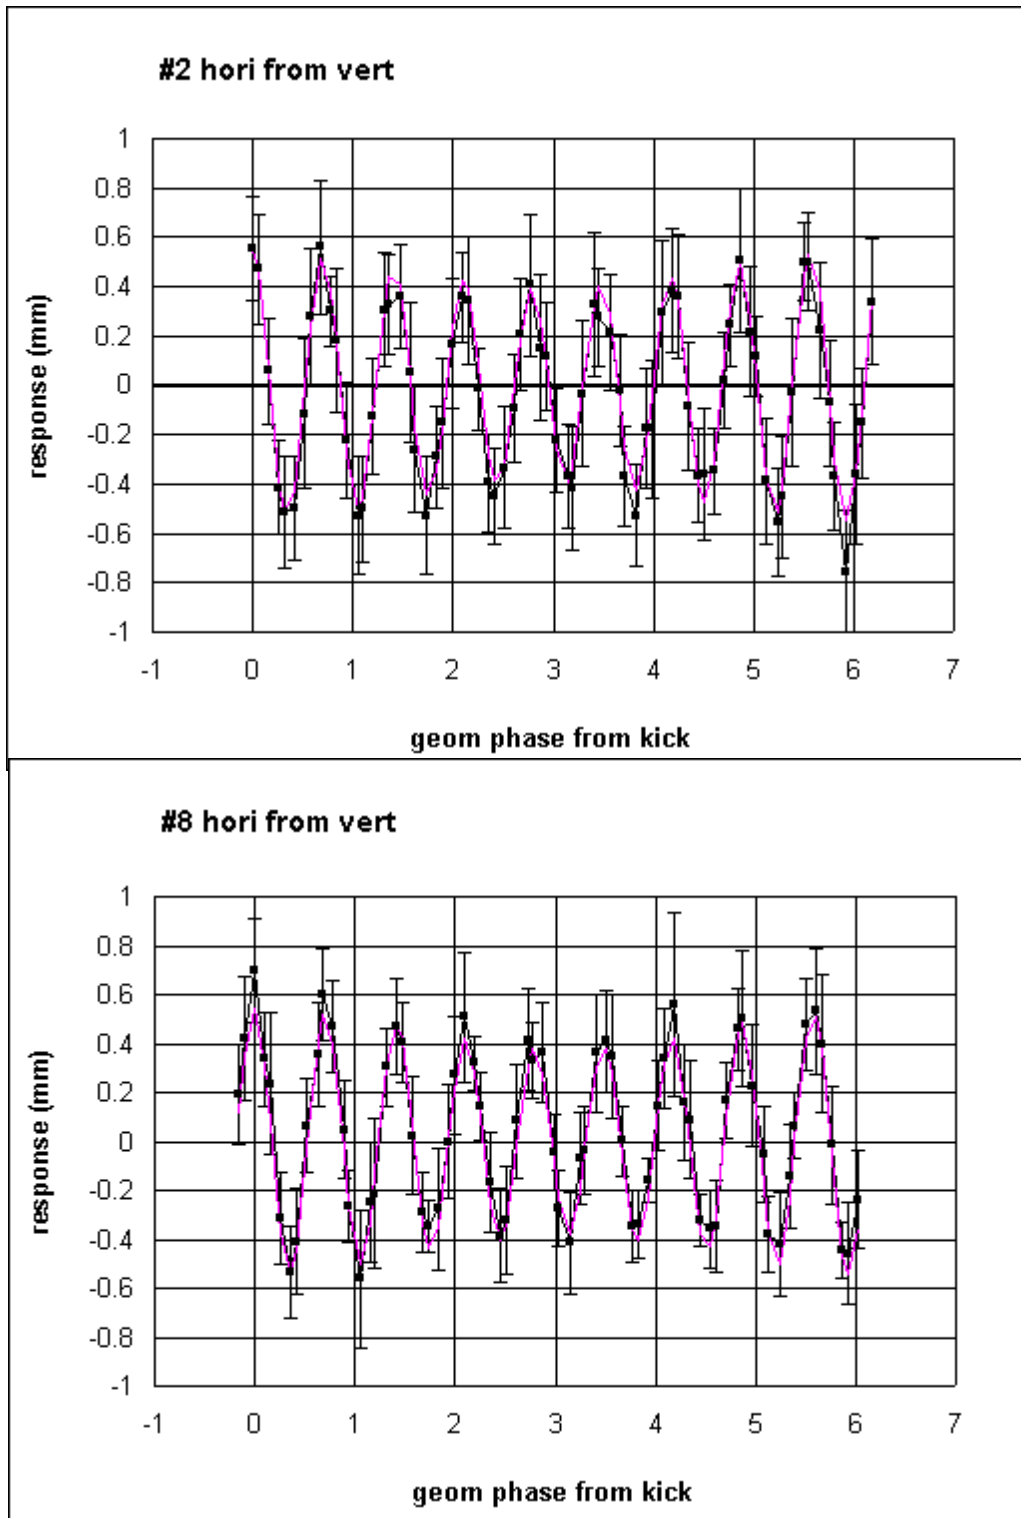 #2 hori from vert
1
0.8
0.6
0.4
0.2
0
-0.2
-0.4
-0.6
-0.8
-1
response (mm)
-1 0 1 2 3 4 5 6 7
geom phase from kick
#8 hori from vert
1
0.8
0.6
0.4
0.2
0
-0.2
-0.4
-0.6
-0.8
-1
response (mm)
-1 0 1 2 3 4 5 6 7
geom phase from kick